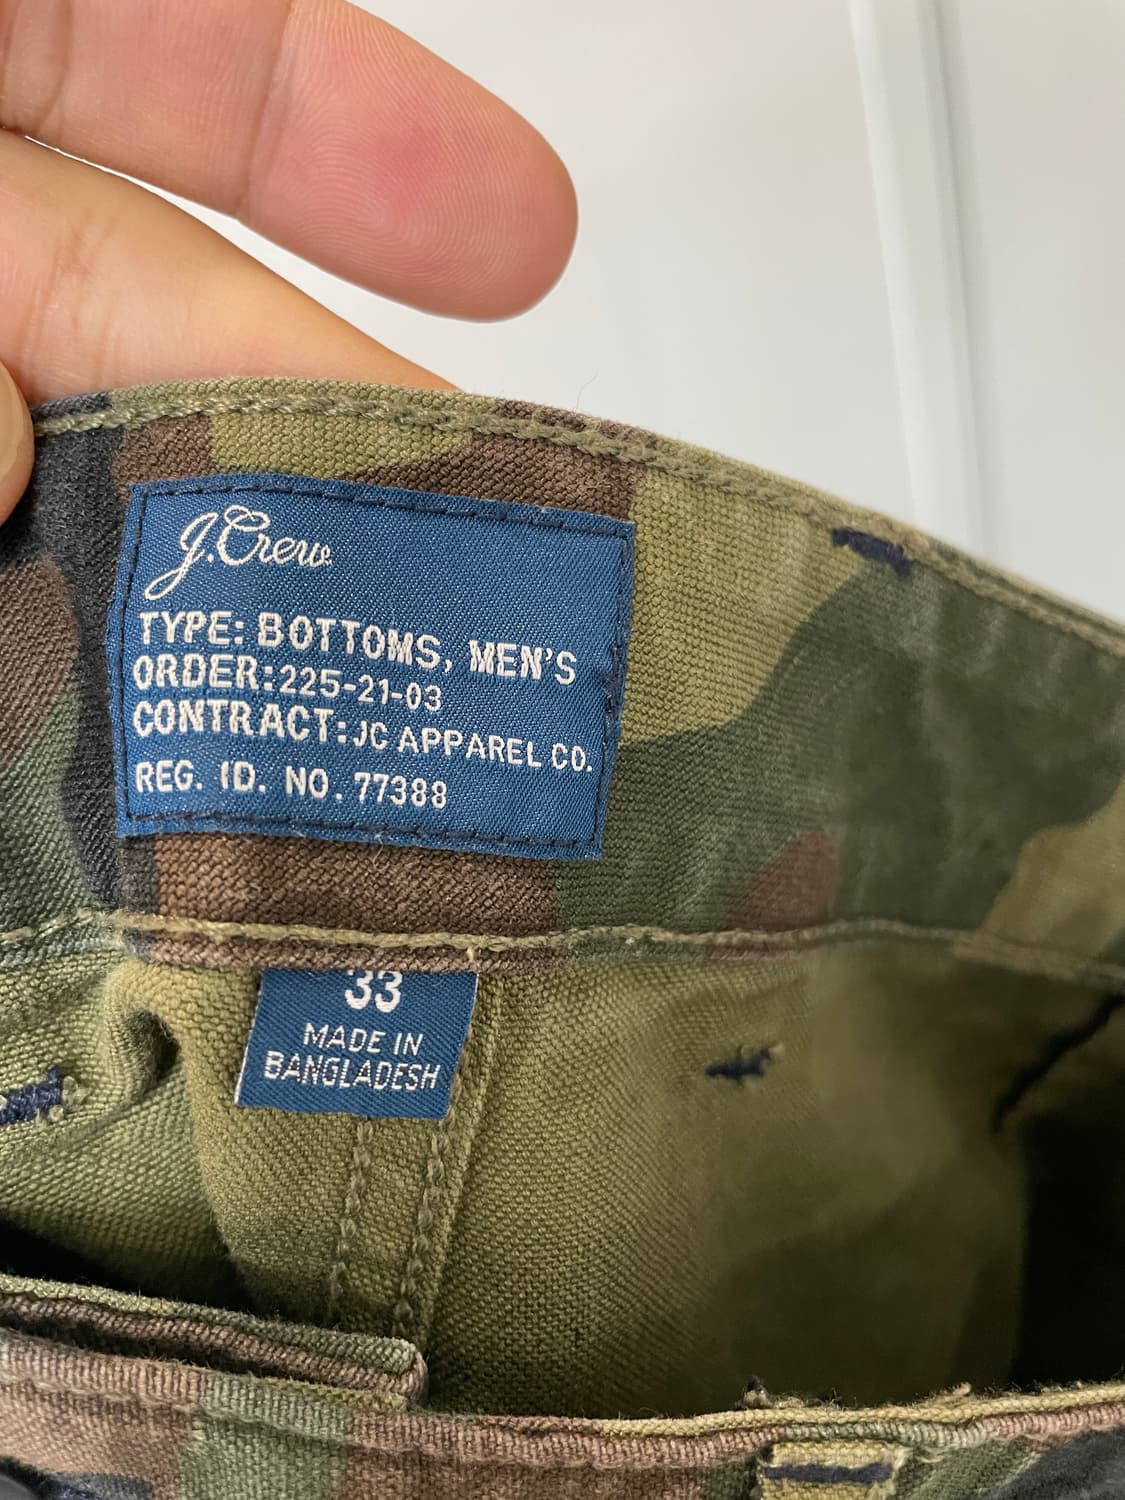 J.Crew
TYPE: BOTTOMS, MEN'S
ORDER: 225-21-03
CONTRACT: JC APPAREL CO.
REG. ID. NO. 77388
33
MADE IN
BANGLADESH